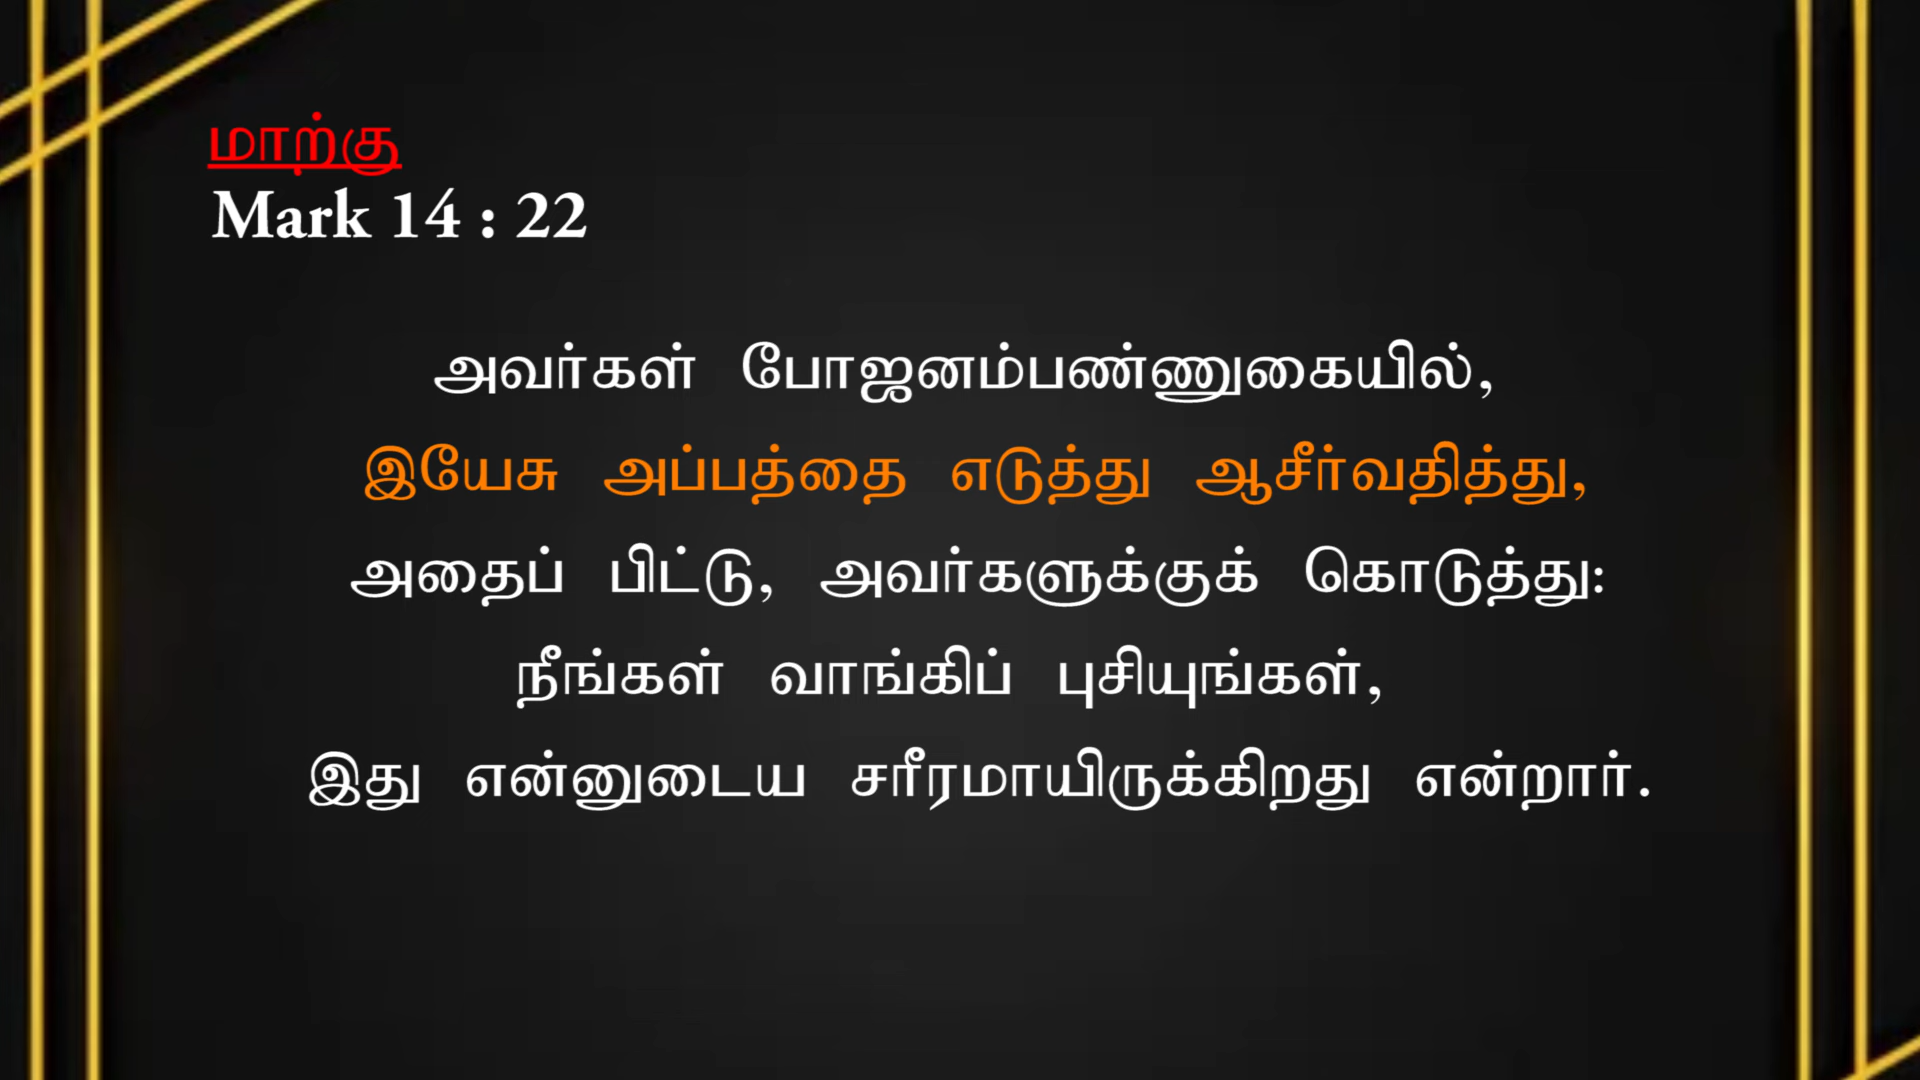 மாற்கு
Mark 14 : 22
அவர்கள் போஜனம்பண்ணுகையில்,
இயேசு அப்பத்தை எடுத்து ஆசீர்வதித்து,
அதைப் பிட்டு, அவர்களுக்குக் கொடுத்து:
நீங்கள் வாங்கிப் புசியுங்கள்,
இது என்னுடைய சரீரமாயிருக்கிறது என்றார்.